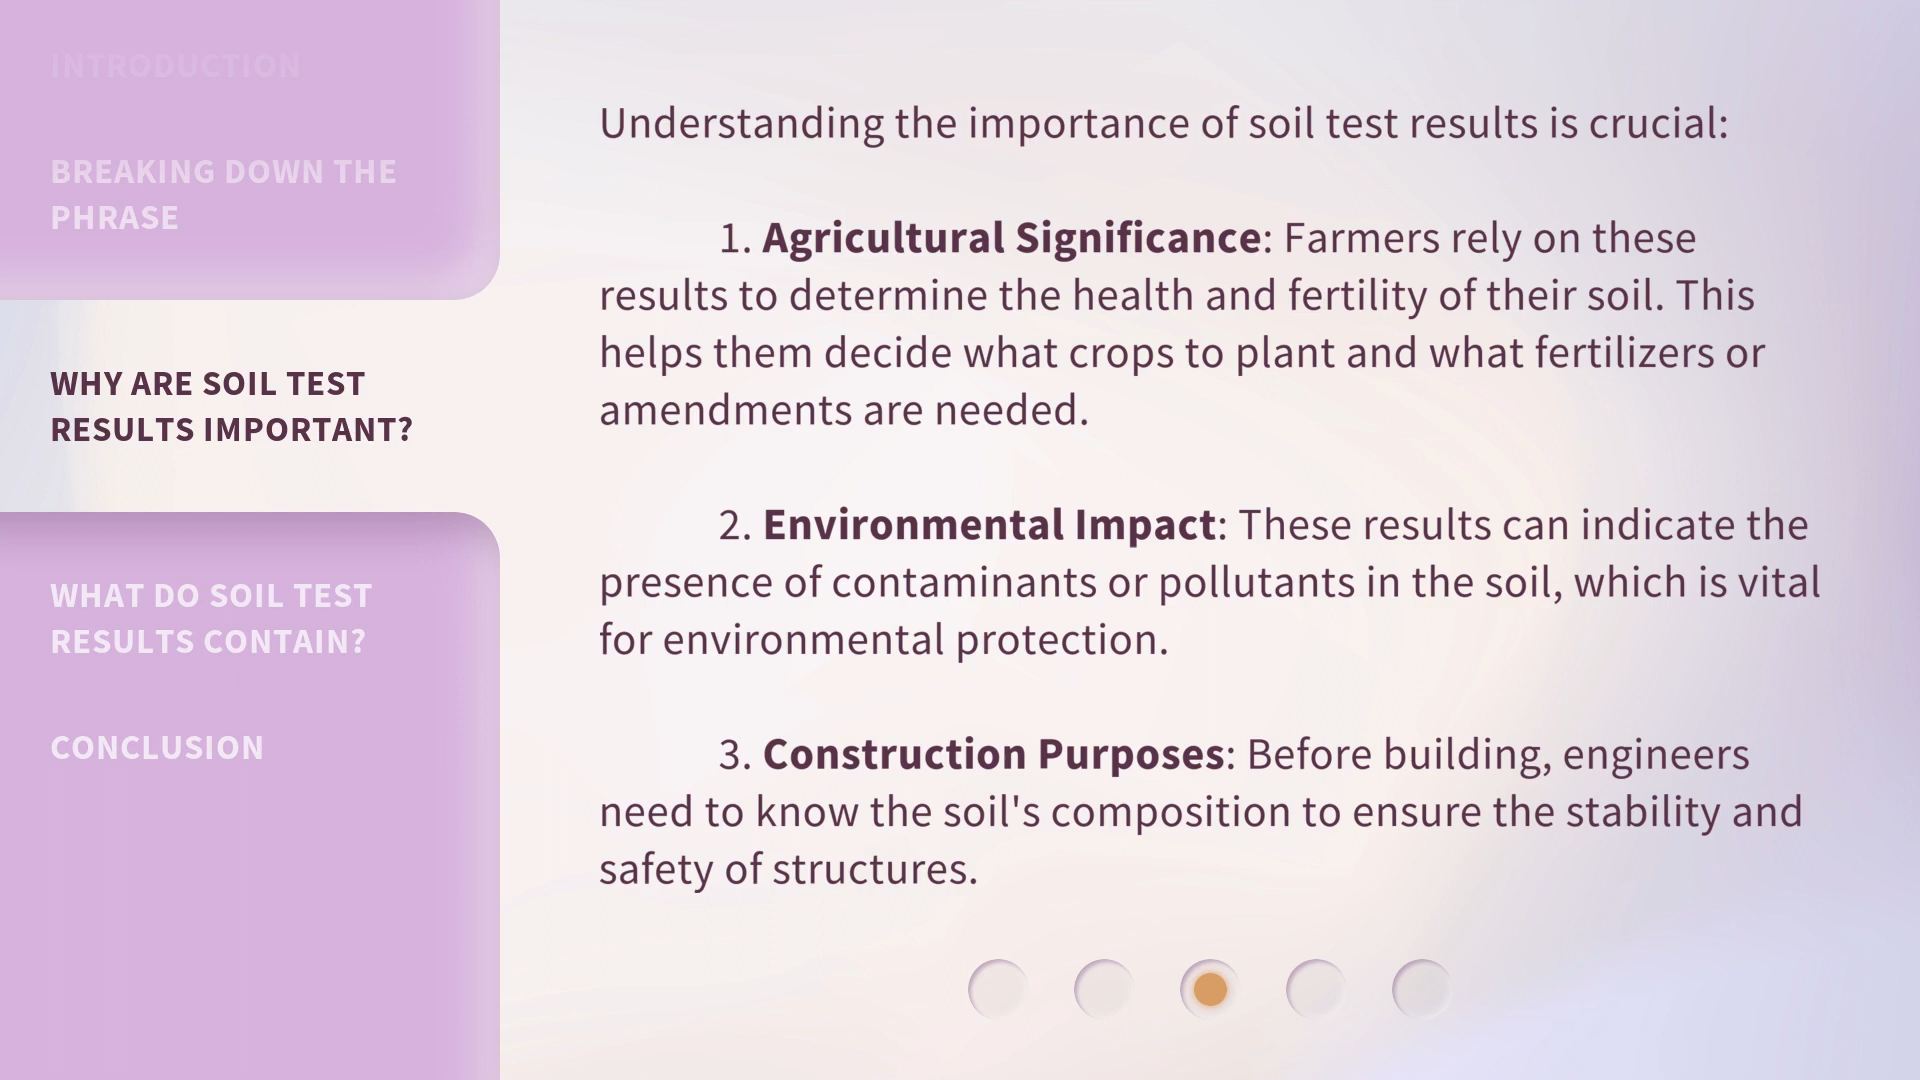 INTRODUCTION
BREAKING DOWN THE
PHRASE
WHY ARE SOIL TEST
RESULTS IMPORTANT?
WHAT DO SOIL TEST
RESULTS CONTAIN?
CONCLUSION
Understanding the importance of soil test results is crucial:
1. Agricultural Significance: Farmers rely on these
results to determine the health and fertility of their soil. This
helps them decide what crops to plant and what fertilizers or
amendments are needed.
2. Environmental Impact: These results can indicate the
presence of contaminants or pollutants in the soil, which is vital
for environmental protection.
3. Construction Purposes: Before building, engineers
need to know the soil's composition to ensure the stability and
safety of structures.